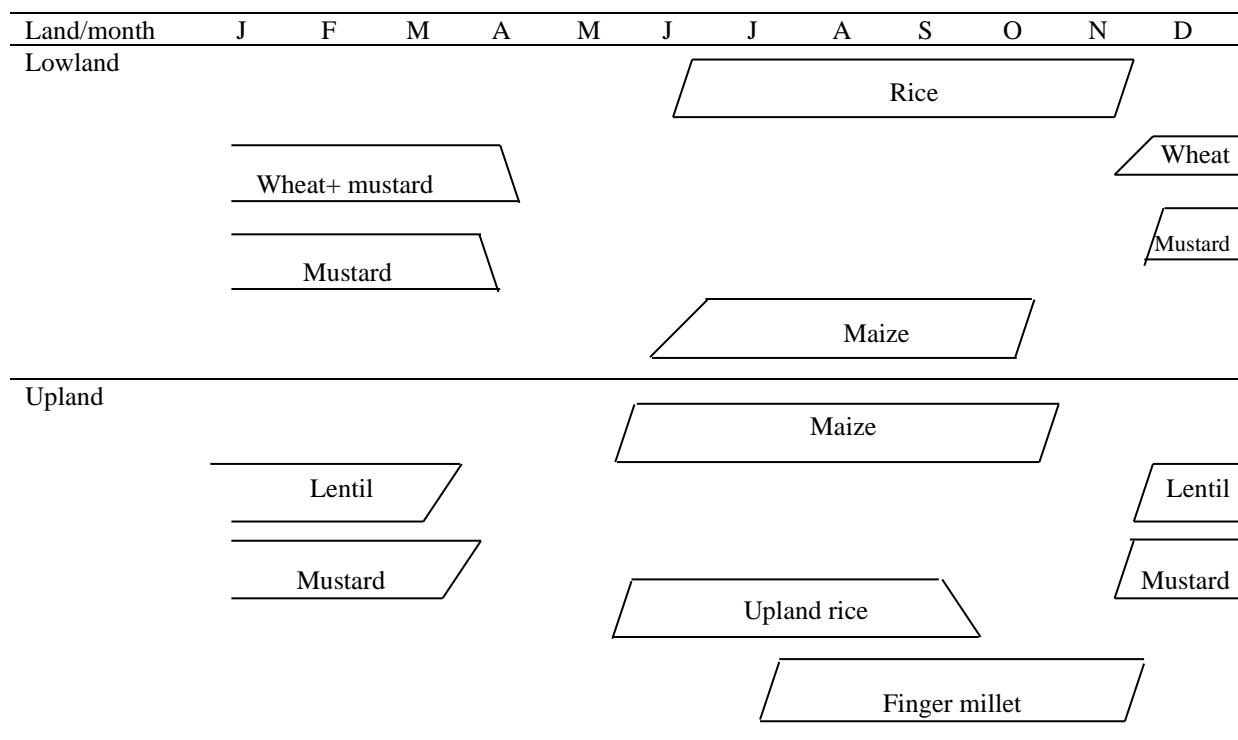 Land/month J F M A M J J A S O N D
Lowland
Rice
Wheat
Wheat+ mustard
Mustard
Mustard
Maize
Upland
Maize
Lentil Lentil
Mustard Mustard
Upland rice
Finger millet